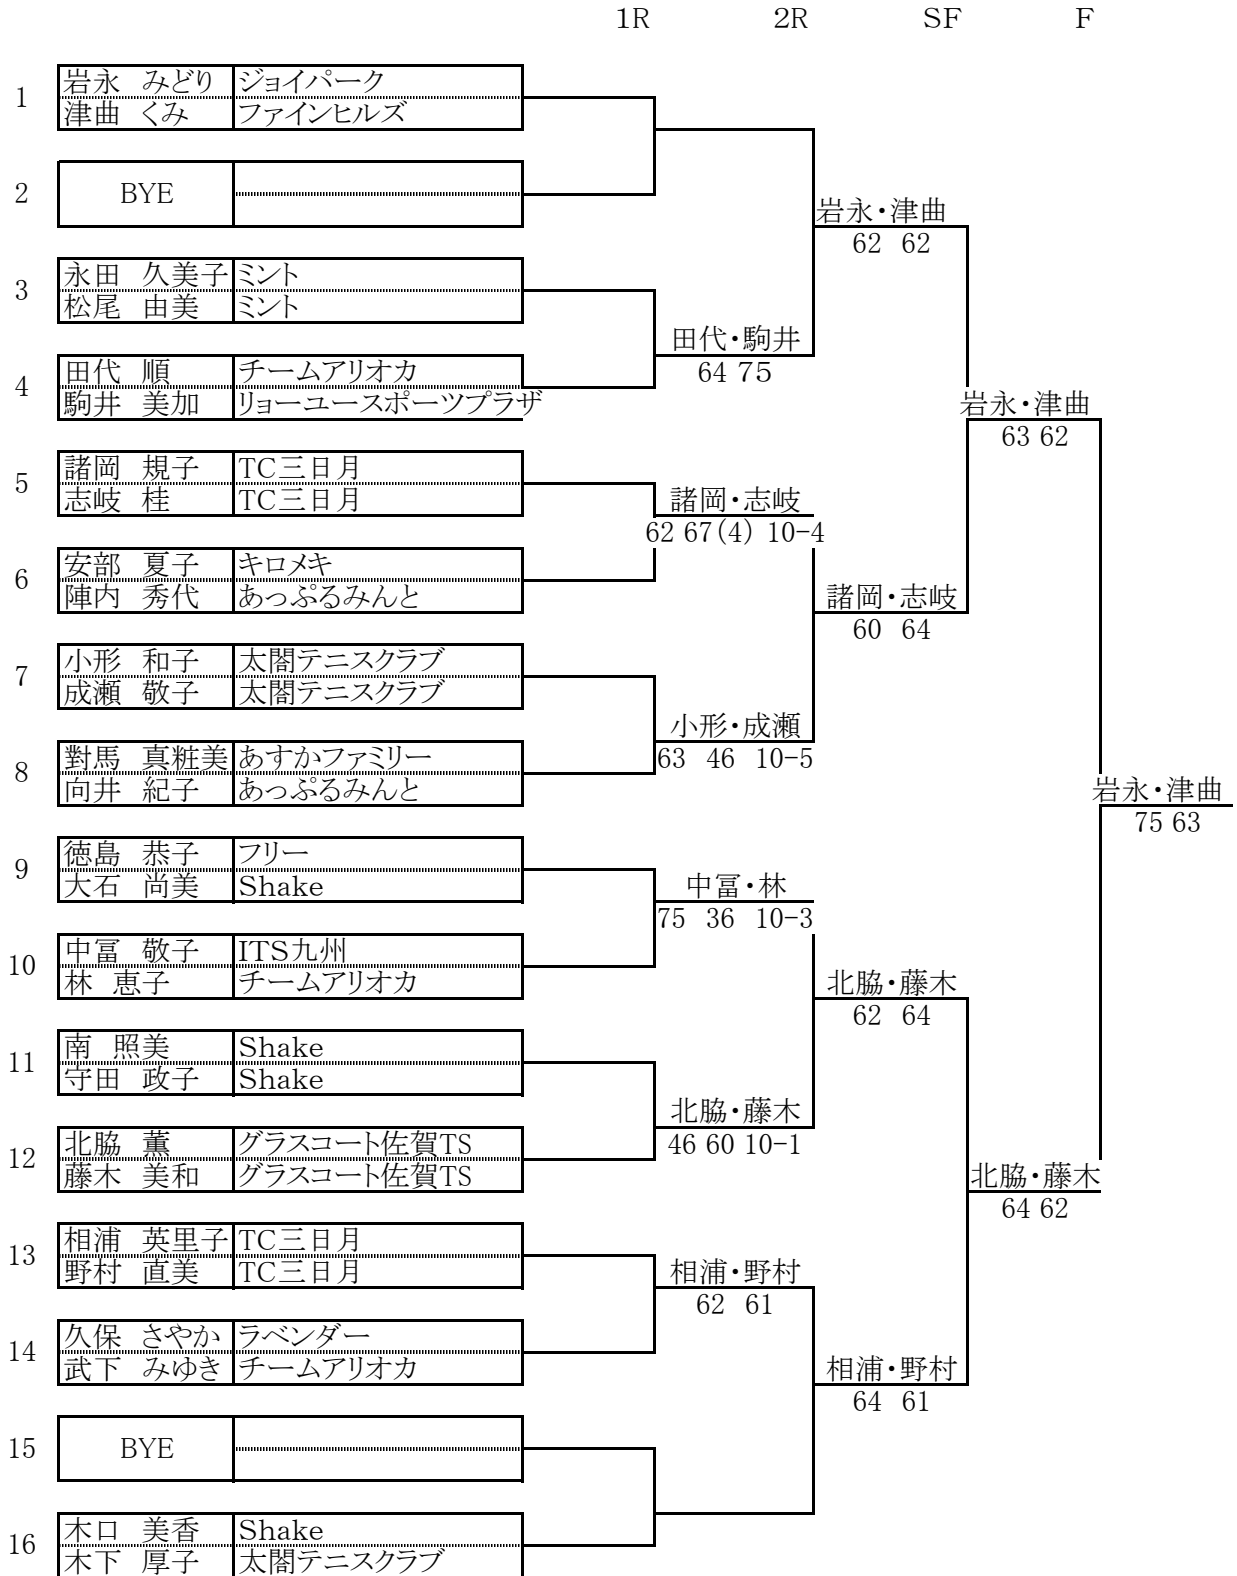 1R 2R SF F
岩永 みどり ジョイパーク
1
津曲 くみ ファインヒルズ
2 BYE
岩永・津曲
62 62
永田 久美子 ミント
3
松尾 由美 ミント
田代・駒井
64 75
田代 順 チームアリオカ
4
駒井 美加 リョーユースポーツプラザ
岩永・津曲
63 62
諸岡 規子 TC三日月
5
志岐 桂 TC三日月
諸岡・志岐
62 67(4) 10-4
安部 夏子 キロメキ
6
陣内 秀代 あっぷるみんと
諸岡・志岐
60 64
小形 和子 太閤テニスクラブ
7
成瀬 敬子 太閤テニスクラブ
小形・成瀬
63 46 10-5
對馬 真粧美 あすかファミリー
8
向井 紀子 あっぷるみんと
岩永・津曲
75 63
徳島 恭子 フリー
9
大石 尚美 Shake
中冨・林
75 36 10-3
中冨 敬子 ITS九州
10
林 恵子 チームアリオカ
北脇・藤木
62 64
南 照美 Shake
11
守田 政子 Shake
北脇・藤木
46 60 10-1
北脇 薫 グラスコート佐賀TS
12
藤木 美和 グラスコート佐賀TS
北脇・藤木
64 62
相浦 英里子 TC三日月
13
野村 直美 TC三日月
相浦・野村
62 61
久保 さやか ラベンダー
14
武下 みゆき チームアリオカ
相浦・野村
64 61
15 BYE
木口 美香 Shake
16
木下 厚子 太閤テニスクラブ